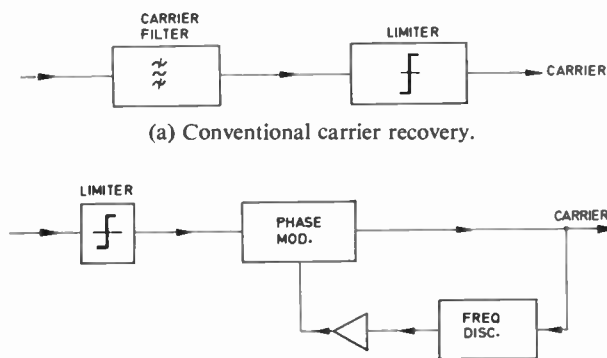 CARRIER
FILTER
LIMITER
CARRIER
(a) Conventional carrier recovery.
LIMITER
PHASE
MOD.
CARRIER
FREQ
DISC.